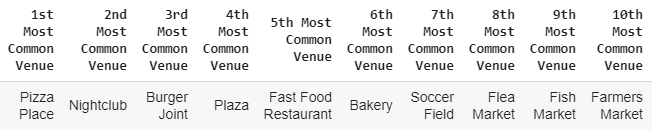 1st Most Common Venue
2nd Most Common Venue
3rd Most Common Venue
4th Most Common Venue
5th Most Common Venue
6th Most Common Venue
7th Most Common Venue
8th Most Common Venue
9th Most Common Venue
10th Most Common Venue
Pizza Place
Nightclub
Burger Joint
Plaza
Fast Food Restaurant
Bakery
Soccer Field
Flea Market
Fish Market
Farmers Market